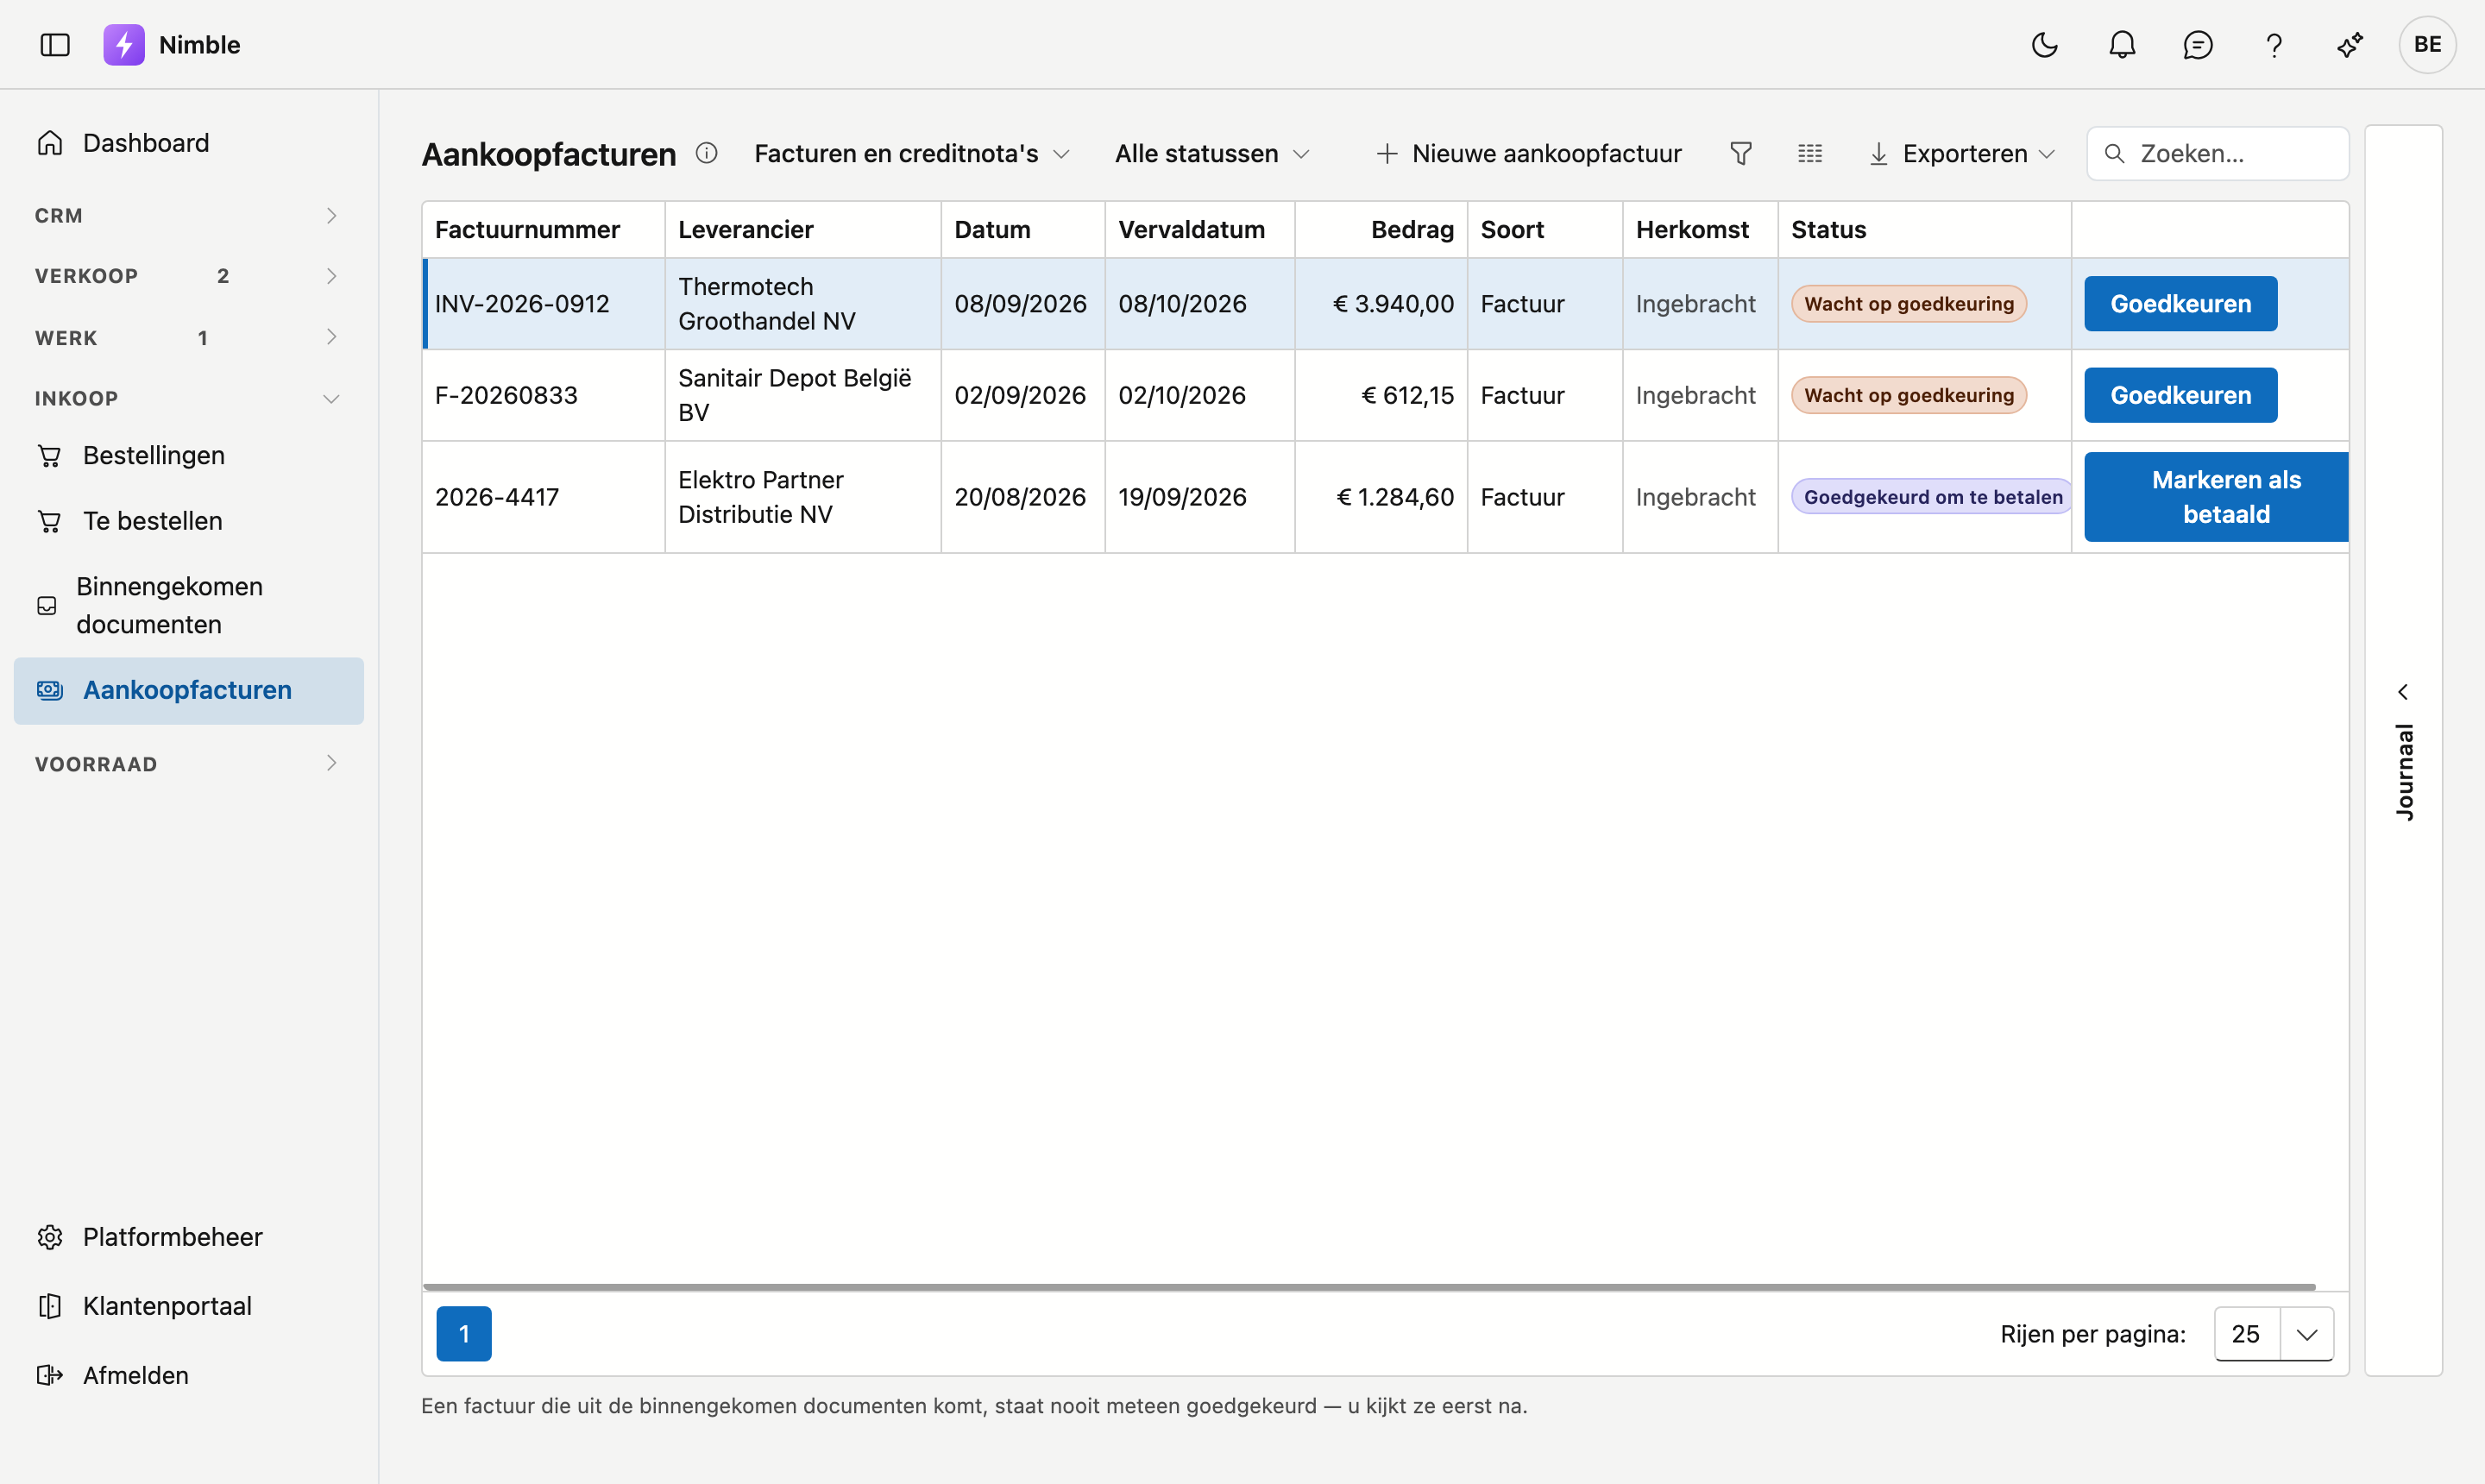 Nimble
BE
Dashboard
CRM
VERKOOP 2
WERK 1
INKOOP
Bestellingen
Te bestellen
Binnengekomen
documenten
Aankoopfacturen
VOORRAAD
Platformbeheer
Klantenportaal
Afmelden
Aankoopfacturen Facturen en creditnota's Alle statussen Nieuwe aankoopfactuur Exporteren Zoeken...
Factuurnummer Leverancier Datum Vervaldatum Bedrag Soort Herkomst Status
INV-2026-0912 Thermotech Groothandel NV 08/09/2026 08/10/2026 € 3.940,00 Factuur Ingebracht Wacht op goedkeuring Goedkeuren
F-20260833 Sanitair Depot België BV 02/09/2026 02/10/2026 € 612,15 Factuur Ingebracht Wacht op goedkeuring Goedkeuren
2026-4417 Elektro Partner Distributie NV 20/08/2026 19/09/2026 € 1.284,60 Factuur Ingebracht Goedgekeurd om te betalen Markeren als betaald
1
Rijen per pagina: 25
Een factuur die uit de binnengekomen documenten komt, staat nooit meteen goedgekeurd — u kijkt ze eerst na.
Journaal